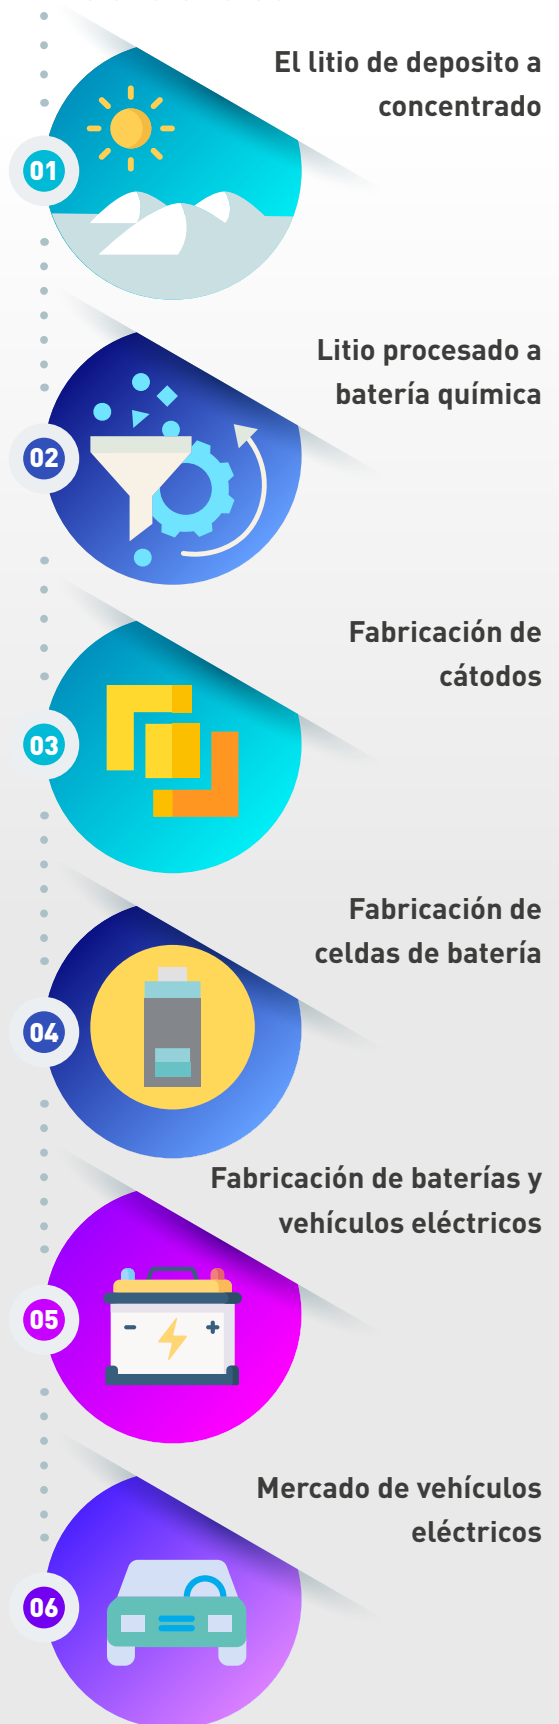 El litio de deposito a
concentrado
01
Litio procesado a
batería química
02
Fabricación de
cátodos
03
Fabricación de
celdas de batería
04
Fabricación de baterías y
vehículos eléctricos
05
Mercado de vehículos
eléctricos
06